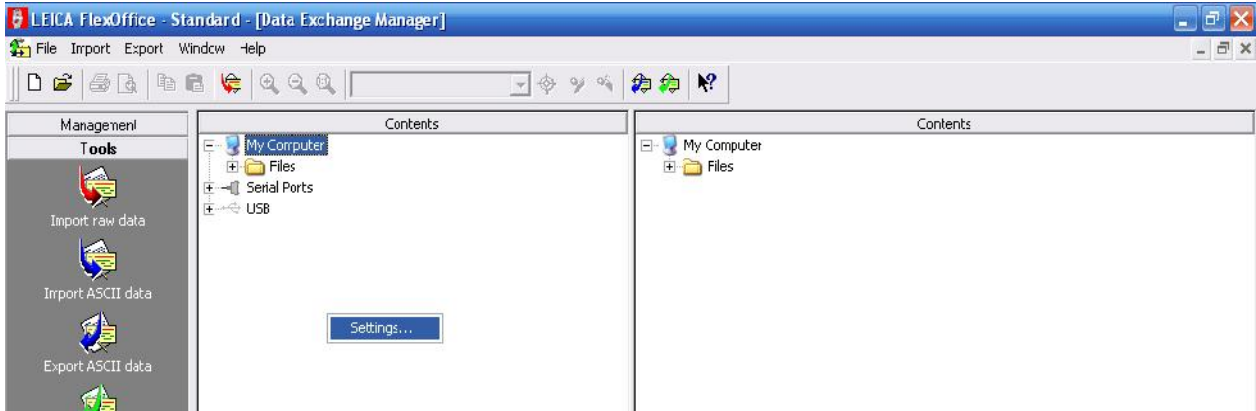 LEICA FlexOffice - Standard - [Data Exchange Manager]
File Import Export Window Help
Management
Tools
Import raw data
Import ASCII data
Export ASCII data
Contents
My Computer
Files
Serial Ports
USB
Settings...
Contents
My Computer
Files